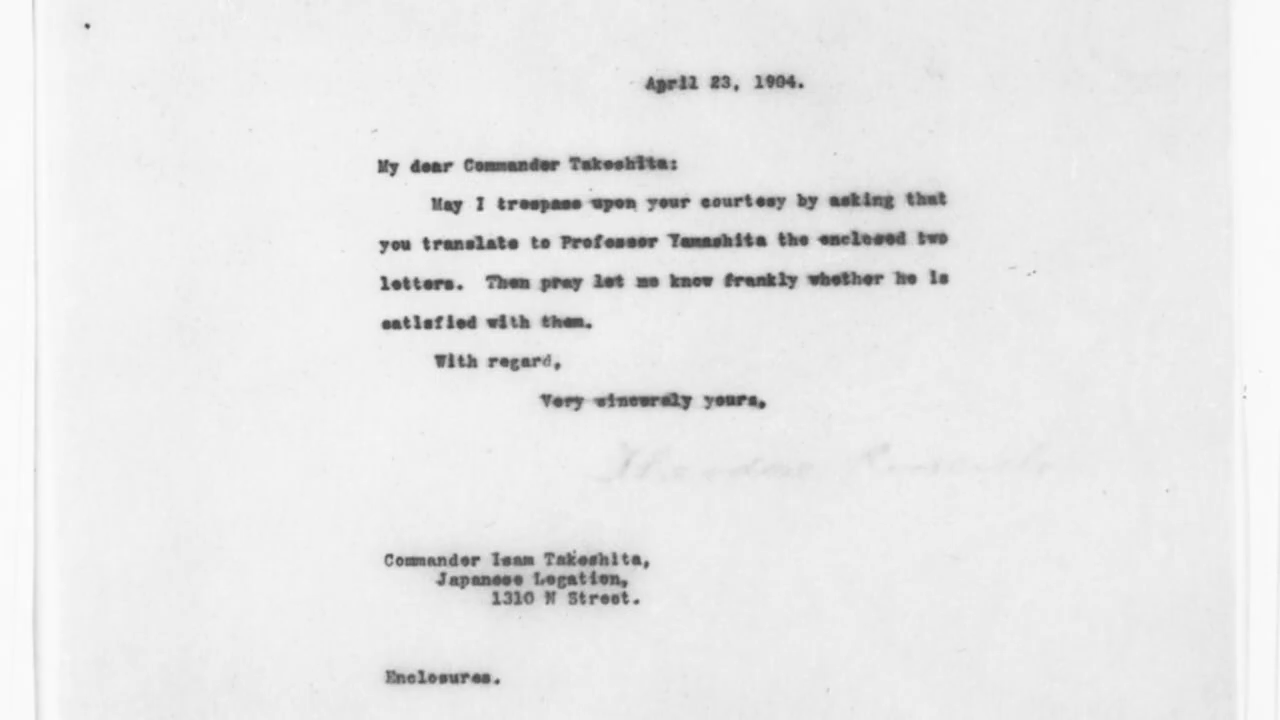 April 23, 1904.
My dear Commander Takeshita:
May I trespass upon your courtesy by asking that
you translate to Professor Yamashita the enclosed two
letters. Then pray let me know frankly whether he is
satisfied with them.
With regard,
Very sincerely yours,
Theodore Roosevelt
Commander Isam Takeshita,
Japanese Legation,
1310 N Street.
Enclosures.